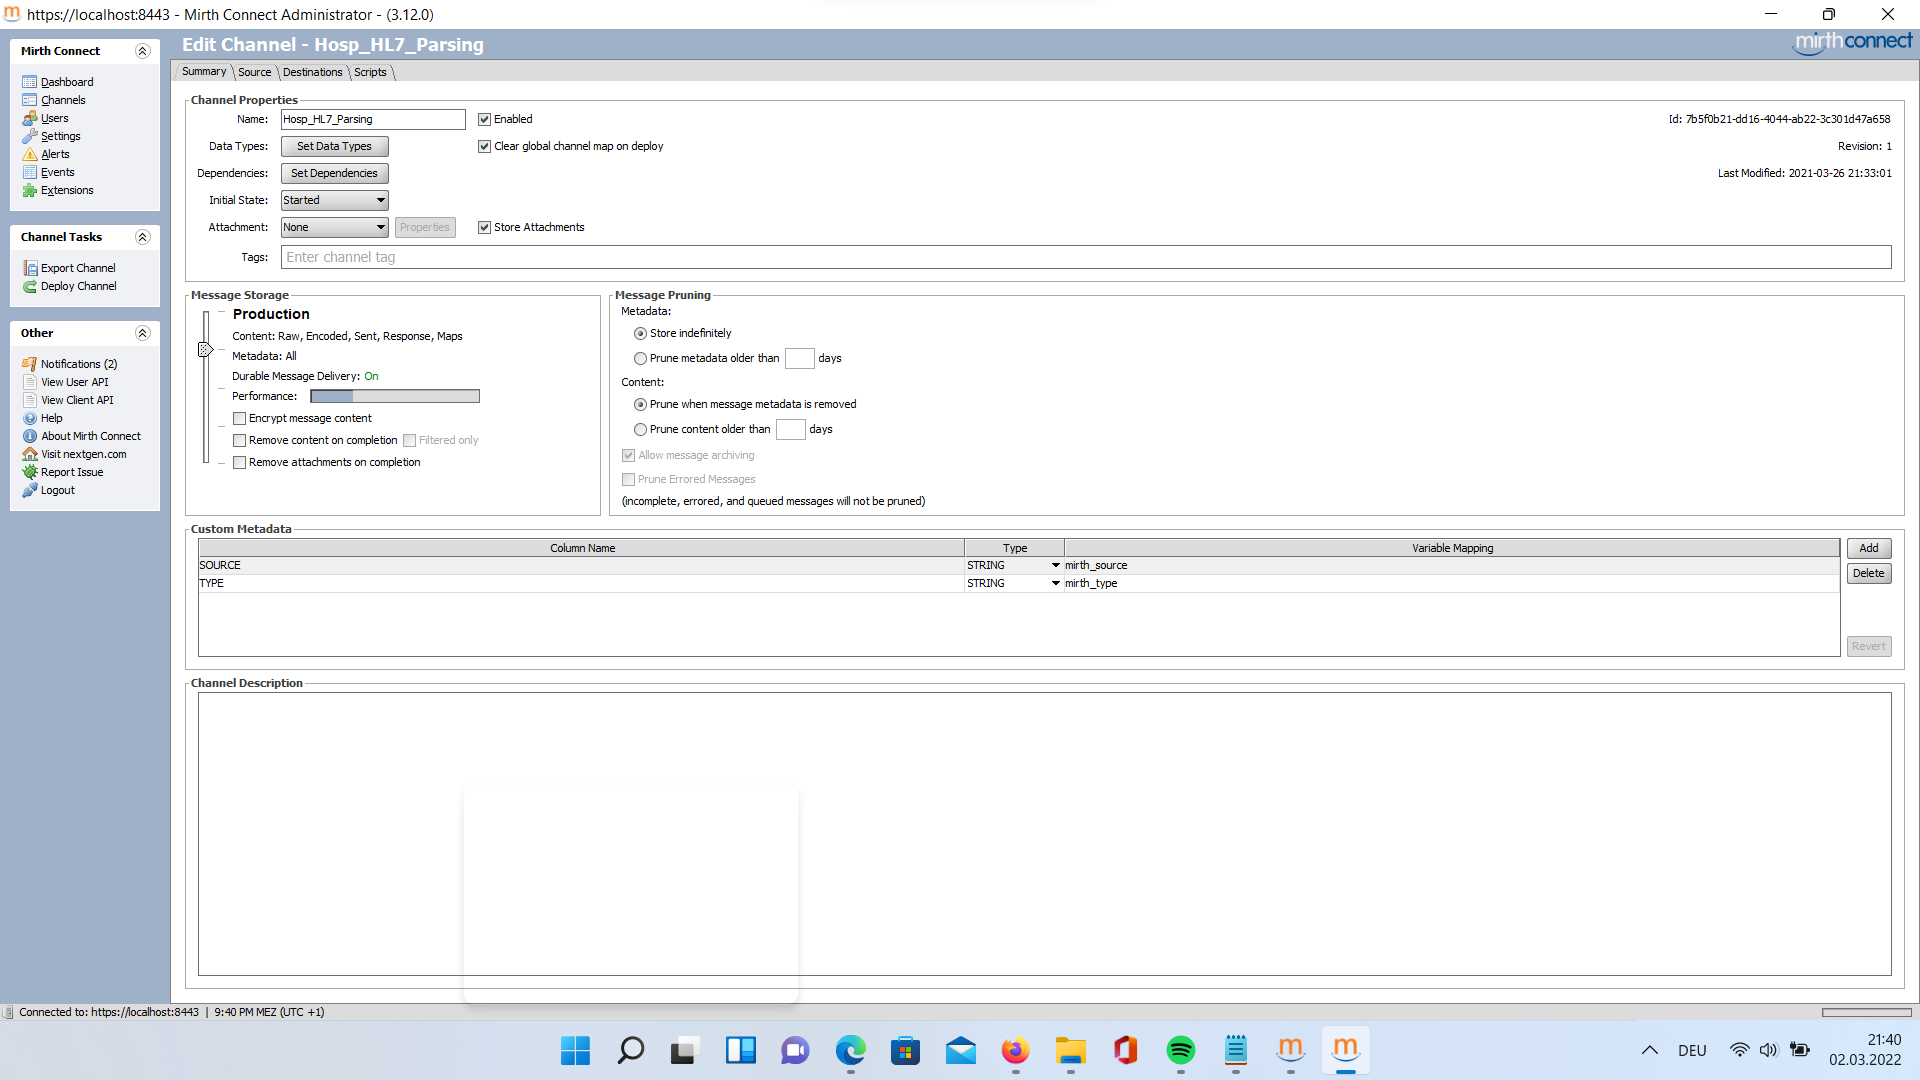 https://localhost:8443 - Mirth Connect Administrator - (3.12.0)
Mirth Connect
Dashboard
Channels
Users
Settings
Alerts
Events
Extensions
Channel Tasks
Export Channel
Deploy Channel
Other
Notifications (2)
View User API
View Client API
Help
About Mirth Connect
Visit nextgen.com
Report Issue
Logout
Edit Channel - Hosp_HL7_Parsing
mirthconnect
Summary Source Destinations Scripts
Channel Properties
Name: Hosp_HL7_Parsing Enabled Id: 7b5f0b21-dd16-4044-ab22-3c301d47a658
Data Types: Set Data Types Clear global channel map on deploy Revision: 1
Dependencies: Set Dependencies Last Modified: 2021-03-26 21:33:01
Initial State: Started
Attachment: None Properties Store Attachments
Tags: Enter channel tag
Message Storage
Production
Content: Raw, Encoded, Sent, Response, Maps
Metadata: All
Durable Message Delivery: On
Performance:
Encrypt message content
Remove content on completion Filtered only
Remove attachments on completion
Message Pruning
Metadata:
Store indefinitely
Prune metadata older than days
Content:
Prune when message metadata is removed
Prune content older than days
Allow message archiving
Prune Errored Messages
(incomplete, errored, and queued messages will not be pruned)
Custom Metadata
Column Name Type Variable Mapping Add
SOURCE STRING mirth_source
TYPE STRING mirth_type
Delete
Revert
Channel Description
Connected to: https://localhost:8443 | 9:40 PM MEZ (UTC +1)
DEU
21:40
02.03.2022